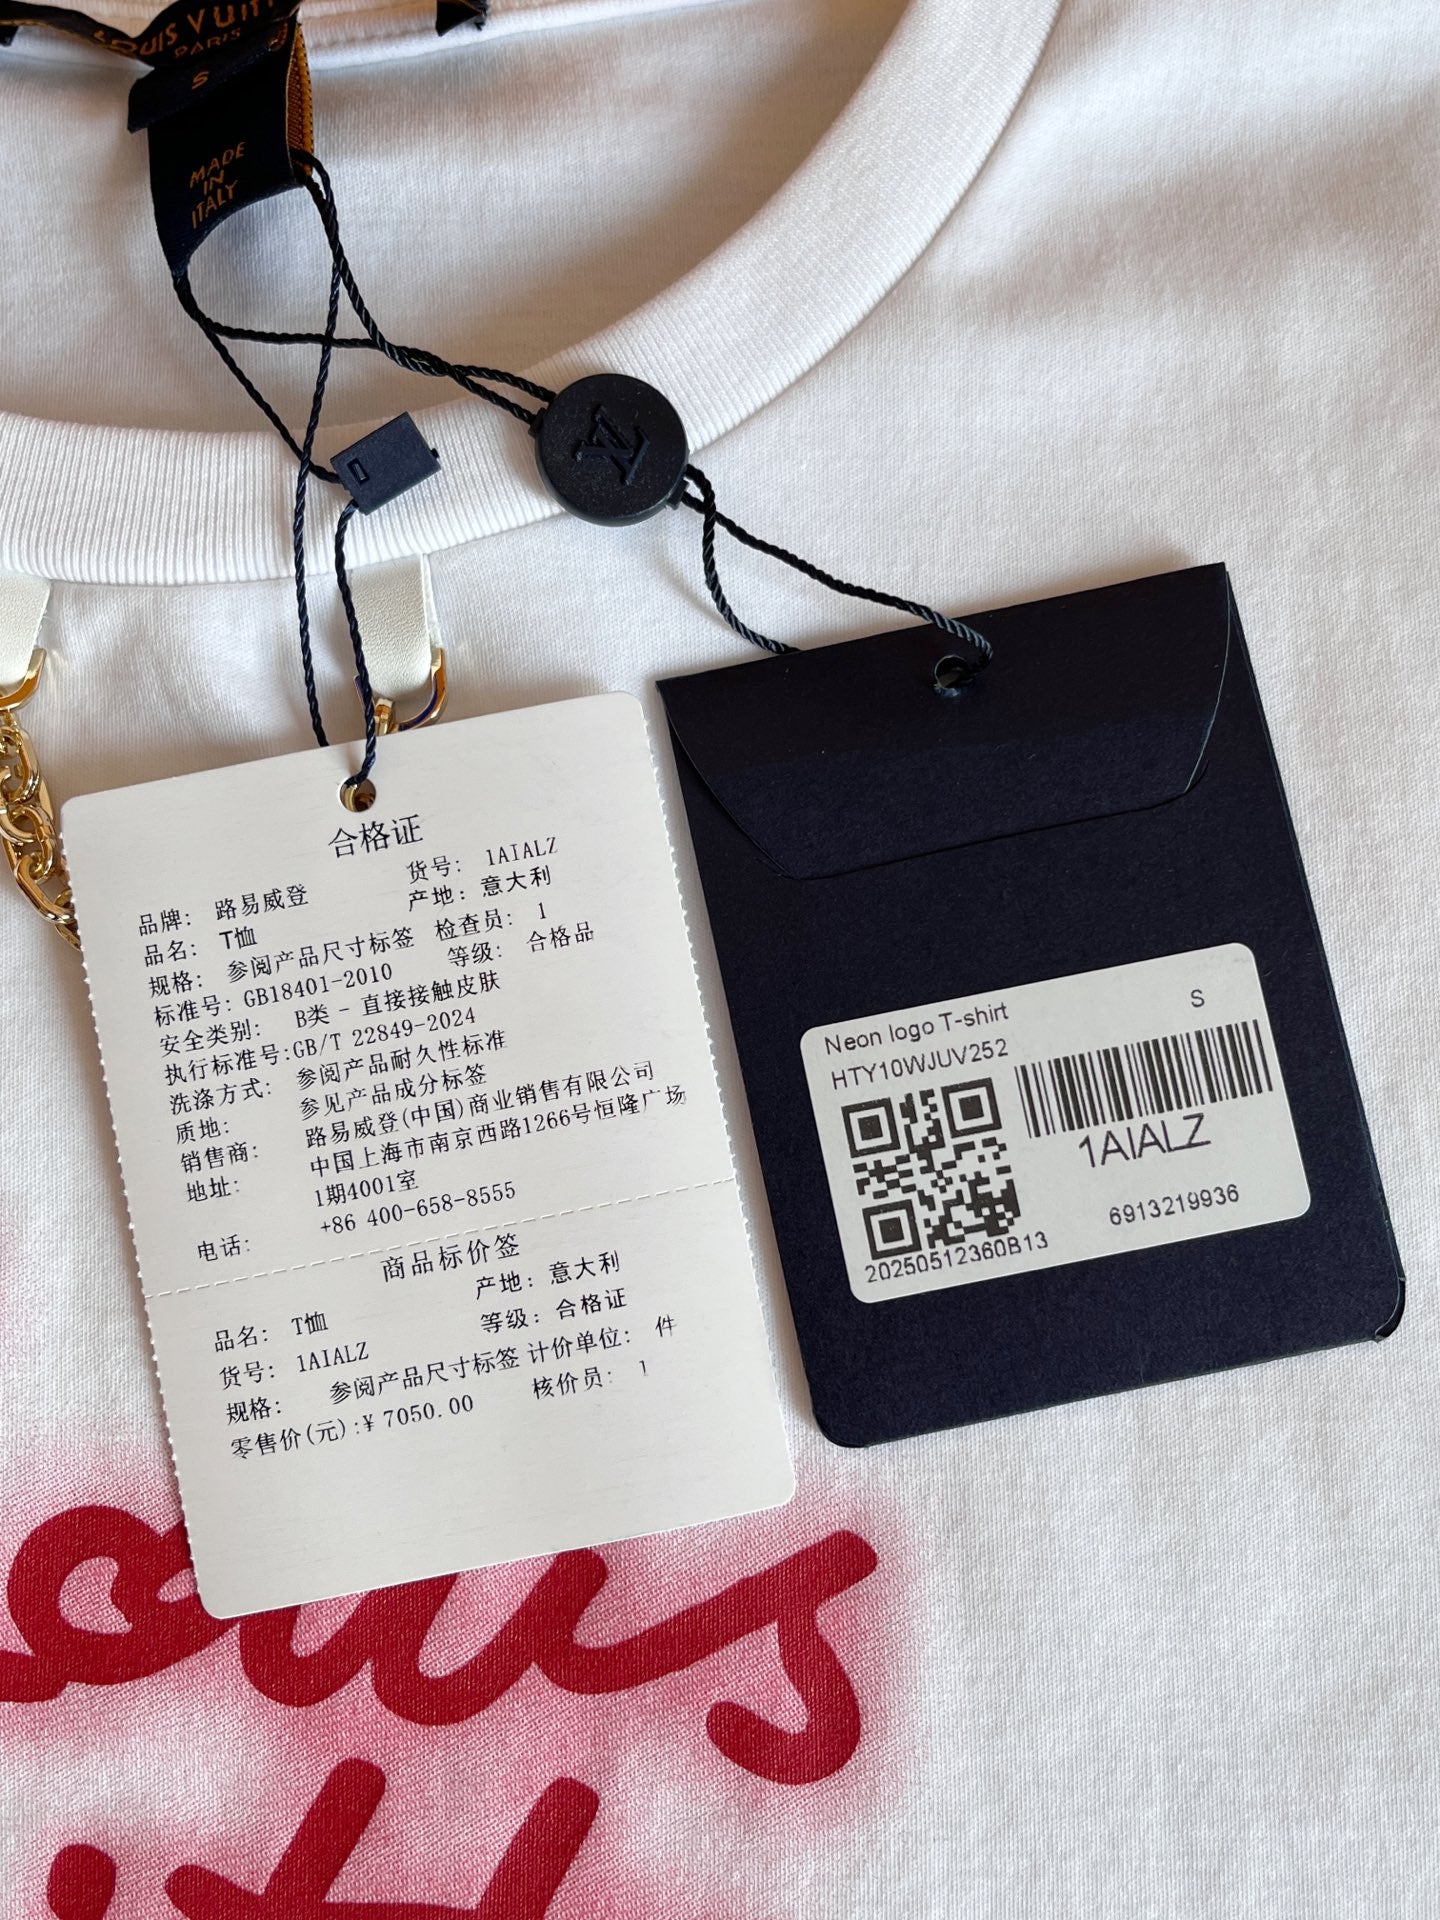 LOUIS VUITTON
PARIS
S
MADE
IN
ITALY
LV
合格证
货号: 1AIALZ
品牌: 路易威登
产地: 意大利
品名: T恤
检查员: 1
规格: 参阅产品尺寸标签
等级: 合格品
标准号: GB18401-2010
安全类别: B类 - 直接接触皮肤
执行标准号:GB/T 22849-2024
洗涤方式: 参阅产品耐久性标准
质地: 参见产品成分标签
销售商: 路易威登(中国)商业销售有限公司
地址: 中国上海市南京西路1266号恒隆广场
1期4001室
电话: +86 400-658-8555
商品标价签
产地: 意大利
品名: T恤
等级: 合格证
货号: 1AIALZ
计价单位: 件
规格: 参阅产品尺寸标签
核价员: 1
零售价(元):¥ 7050.00
Neon logo T-shirt
S
HTY10WJUV252
1AIALZ
6913219936
20250512360B13